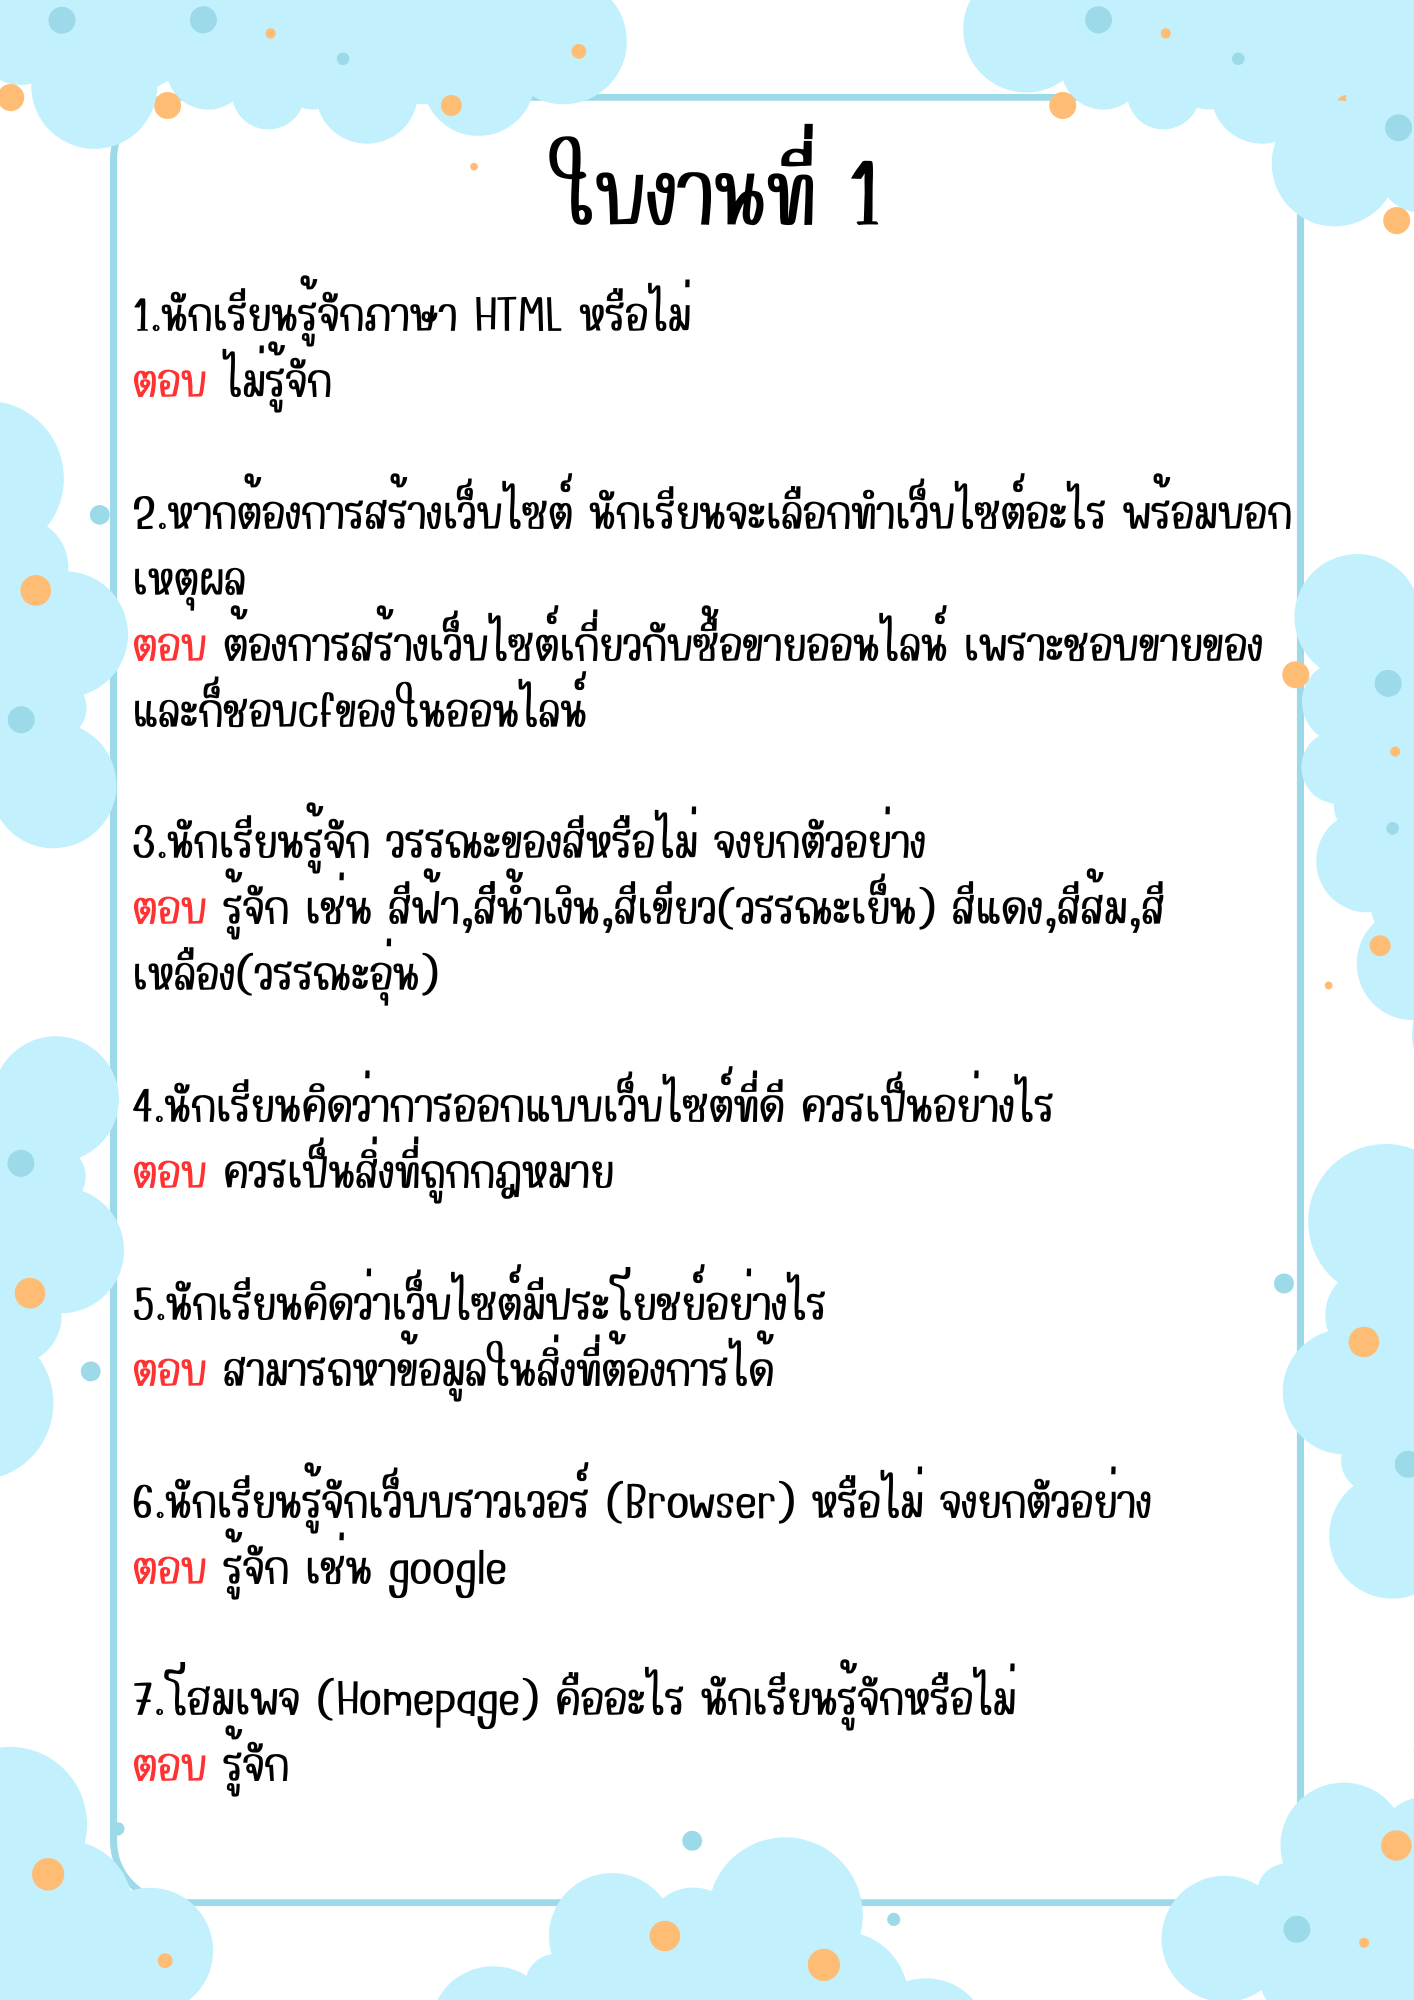 ใบงานที่ 1
1.นักเรียนรู้จักภาษา HTML หรือไม่
ตอบ ไม่รู้จัก
2.หากต้องการสร้างเว็บไซต์ นักเรียนจะเลือกทำเว็บไซต์อะไร พร้อมบอก
เหตุผล
ตอบ ต้องการสร้างเว็บไซต์เกี่ยวกับซื้อขายออนไลน์ เพราะชอบขายของ
และก็ชอบcfของในออนไลน์
3.นักเรียนรู้จัก วรรณะของสีหรือไม่ จงยกตัวอย่าง
ตอบ รู้จัก เช่น สีฟ้า,สีน้ำเงิน,สีเขียว(วรรณะเย็น) สีแดง,สีส้ม,สี
เหลือง(วรรณะอุ่น)
4.นักเรียนคิดว่าการออกแบบเว็บไซต์ที่ดี ควรเป็นอย่างไร
ตอบ ควรเป็นสิ่งที่ถูกกฎหมาย
5.นักเรียนคิดว่าเว็บไซต์มีประโยชย์อย่างไร
ตอบ สามารถหาข้อมูลในสิ่งที่ต้องการได้
6.นักเรียนรู้จักเว็บบราวเวอร์ (Browser) หรือไม่ จงยกตัวอย่าง
ตอบ รู้จัก เช่น google
7.โฮมเพจ (Homepage) คืออะไร นักเรียนรู้จักหรือไม่
ตอบ รู้จัก